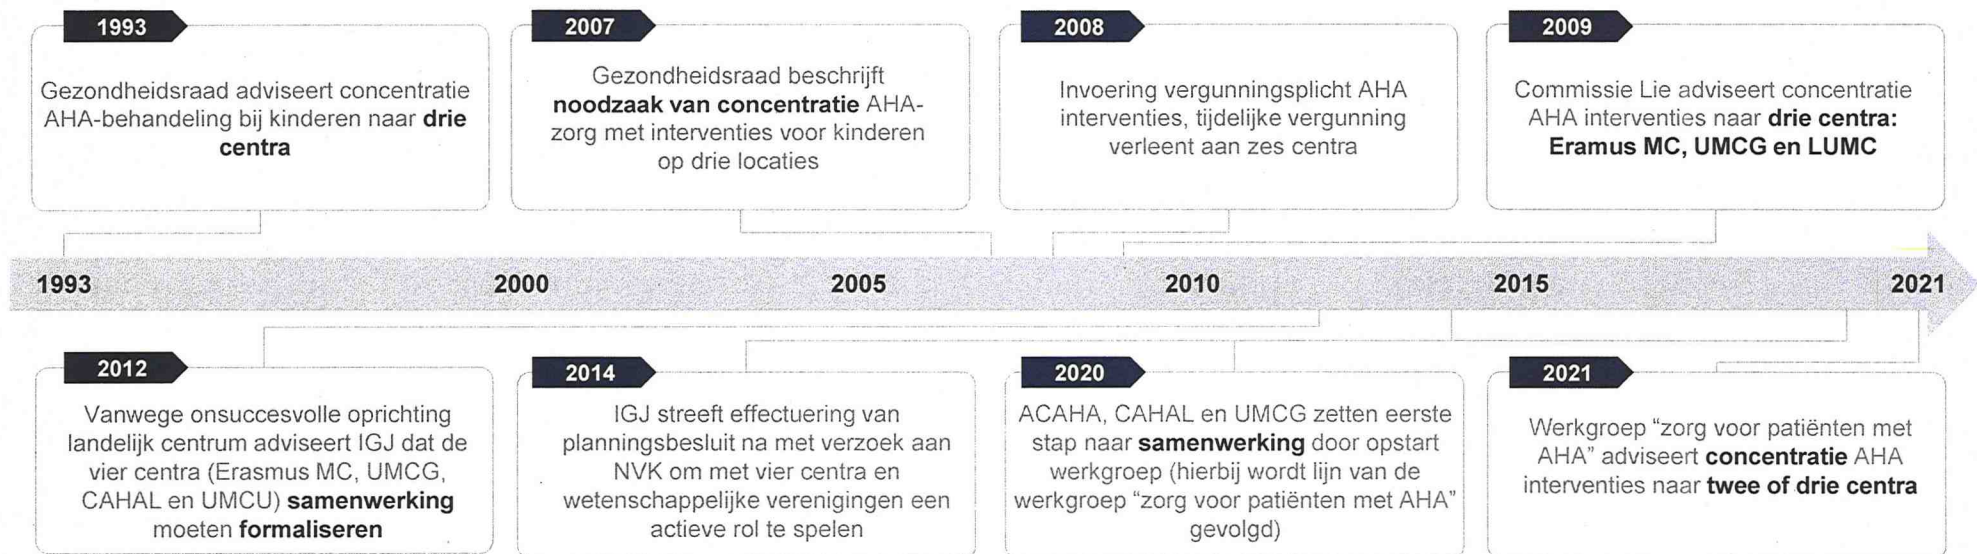 1993
Gezondheidsraad adviseert concentratie
AHA-behandeling bij kinderen naar drie
centra
2007
Gezondheidsraad beschrijft
noodzaak van concentratie AHA-
zorg met interventies voor kinderen
op drie locaties
2008
Invoering vergunningsplicht AHA
interventies, tijdelijke vergunning
verleent aan zes centra
2009
Commissie Lie adviseert concentratie
AHA interventies naar drie centra:
Eramus MC, UMCG en LUMC
1993 2000 2005 2010 2015 2021
2012
Vanwege onsuccesvolle oprichting
landelijk centrum adviseert IGJ dat de
vier centra (Erasmus MC, UMCG,
CAHAL en UMCU) samenwerking
moeten formaliseren
2014
IGJ streeft effectuering van
planningsbesluit na met verzoek aan
NVK om met vier centra en
wetenschappelijke verenigingen een
actieve rol te spelen
2020
ACAHA, CAHAL en UMCG zetten eerste
stap naar samenwerking door opstart
werkgroep (hierbij wordt lijn van de
werkgroep “zorg voor patiënten met AHA”
gevolgd)
2021
Werkgroep “zorg voor patiënten met
AHA” adviseert concentratie AHA
interventies naar twee of drie centra